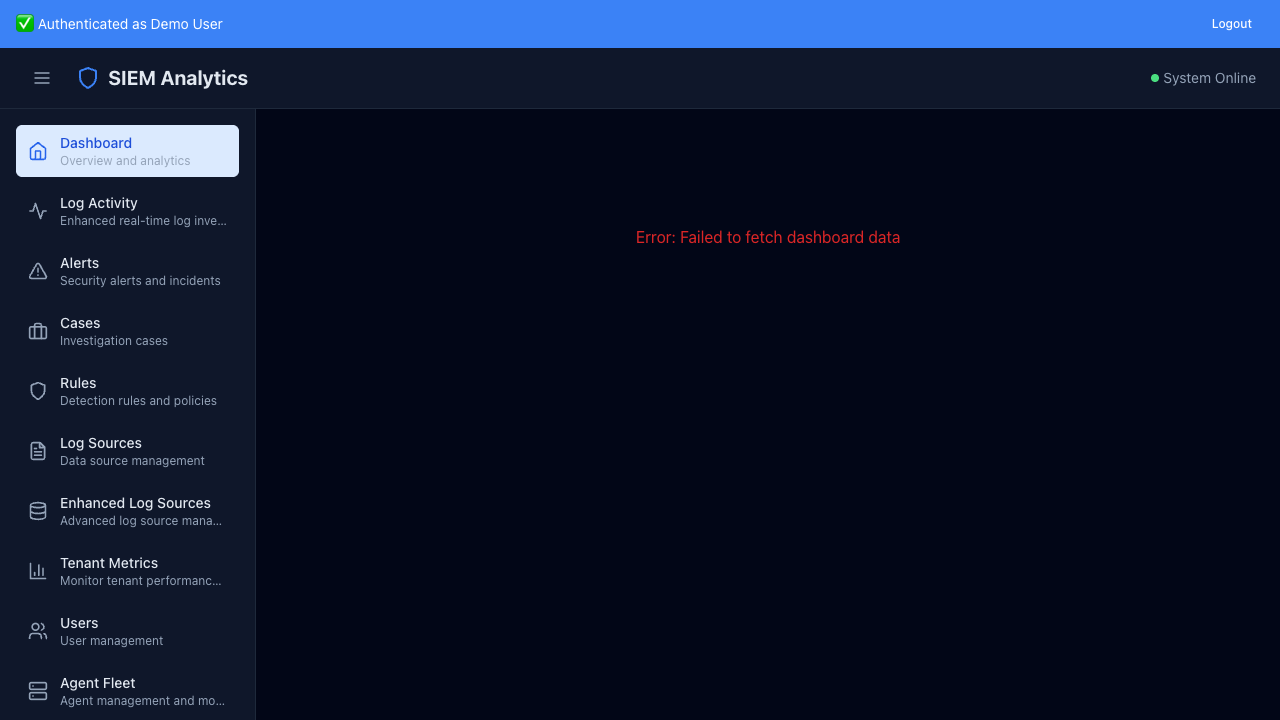 ✅ Authenticated as Demo User
Logout
SIEM Analytics
System Online
Dashboard
Overview and analytics
Log Activity
Enhanced real-time log inve...
Alerts
Security alerts and incidents
Cases
Investigation cases
Rules
Detection rules and policies
Log Sources
Data source management
Enhanced Log Sources
Advanced log source mana...
Tenant Metrics
Monitor tenant performanc...
Users
User management
Agent Fleet
Agent management and mo...
Error: Failed to fetch dashboard data